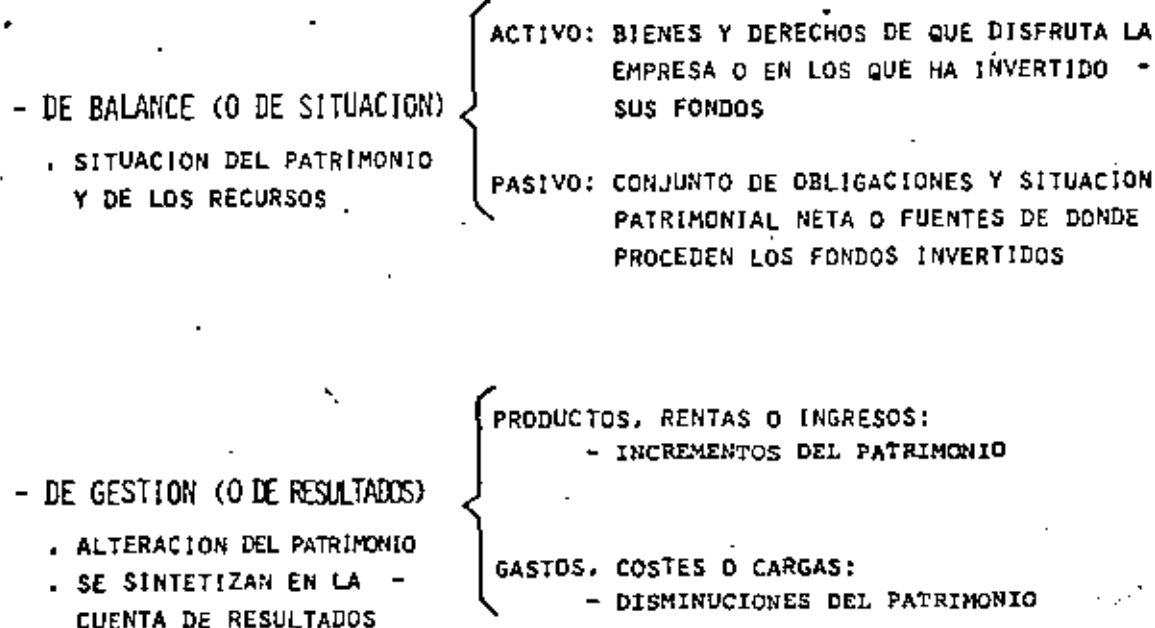 - DE BALANCE (O DE SITUACION)
. SITUACION DEL PATRIMONIO
Y DE LOS RECURSOS
ACTIVO: BIENES Y DERECHOS DE QUE DISFRUTA LA
EMPRESA O EN LOS QUE HA INVERTIDO -
SUS FONDOS
PASIVO: CONJUNTO DE OBLIGACIONES Y SITUACION
PATRIMONIAL NETA O FUENTES DE DONDE
PROCEDEN LOS FONDOS INVERTIDOS
- DE GESTION (O DE RESULTADOS)
. ALTERACION DEL PATRIMONIO
. SE SINTETIZAN EN LA -
CUENTA DE RESULTADOS
PRODUCTOS, RENTAS O INGRESOS:
- INCREMENTOS DEL PATRIMONIO
GASTOS, COSTES O CARGAS:
- DISMINUCIONES DEL PATRIMONIO